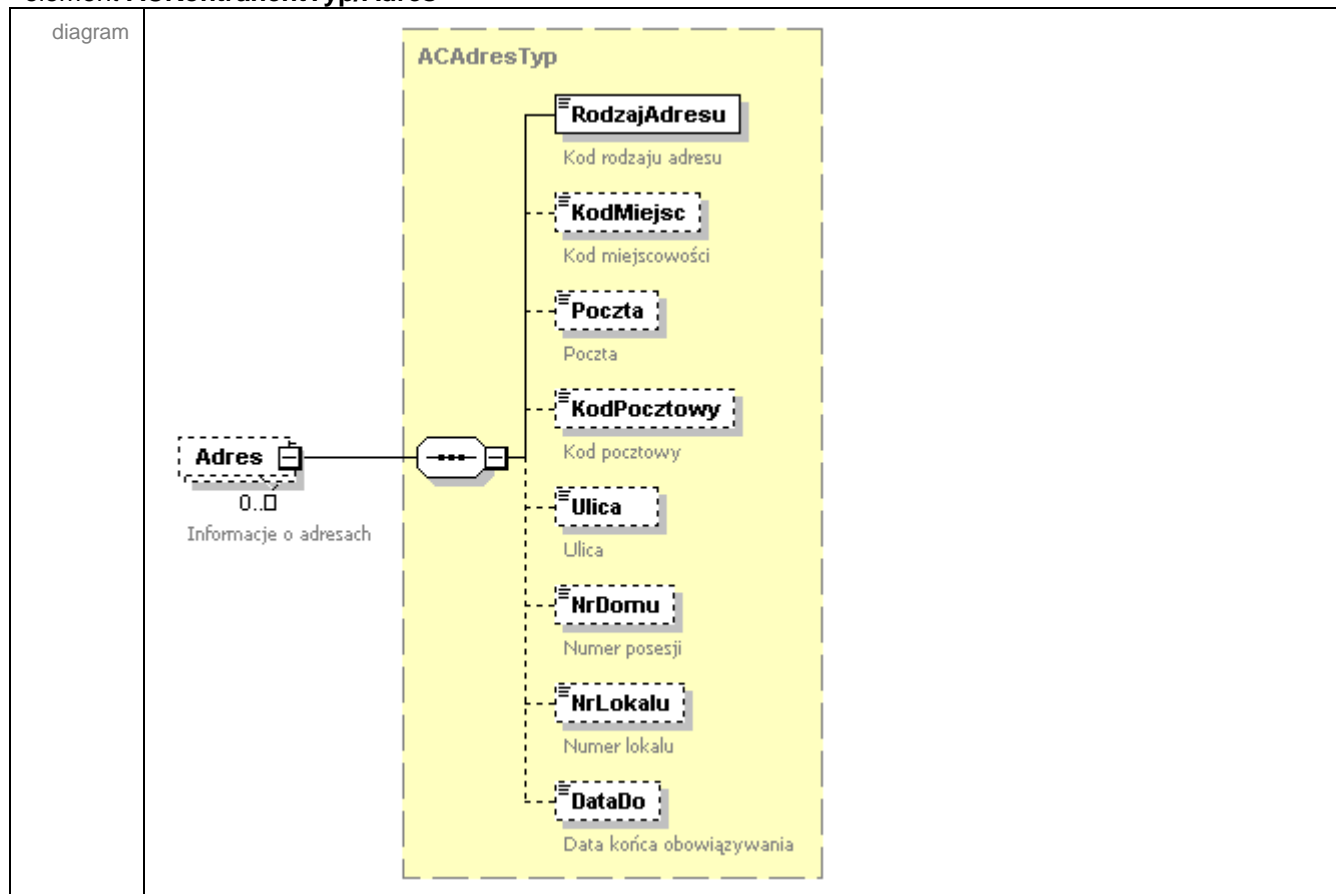 diagram
ACAdresTyp
RodzajAdresu
Kod rodzaju adresu
KodMiejsc
Kod miejscowości
Poczta
Poczta
KodPocztowy
Kod pocztowy
Adres
0..
Informacje o adresach
Ulica
Ulica
NrDomu
Numer posesji
NrLokalu
Numer lokalu
DataDo
Data końca obowiązywania